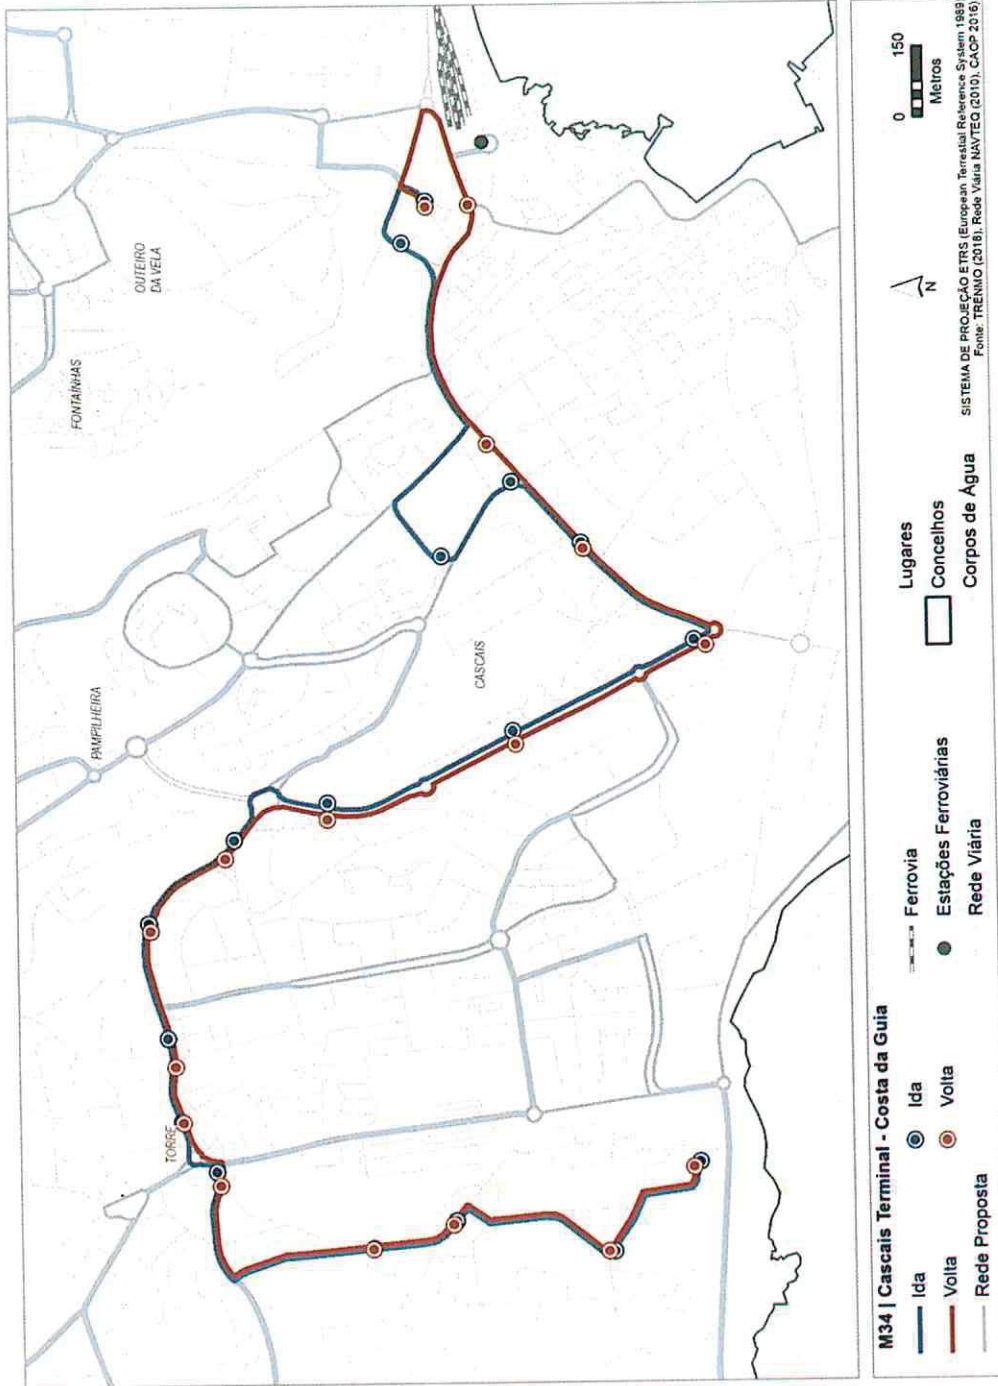 OUTEIRO
DA VELA
FONTAÍNHAS
PAMPILHEIRA
CASCAIS
TORRE
M34 | Cascais Terminal - Costa da Guia
Ida
Volta
Rede Proposta
Ida
Volta
Ferrovia
Estações Ferroviárias
Rede Viária
Lugares
Concelhos
Corpos de Água
N
0 150
Metros
SISTEMA DE PROJEÇÃO ETRS (European Terrestial Reference System 1989
Fonte: TRENMO (2018), Rede Viária NAVTEQ (2010), CAOP 2016)